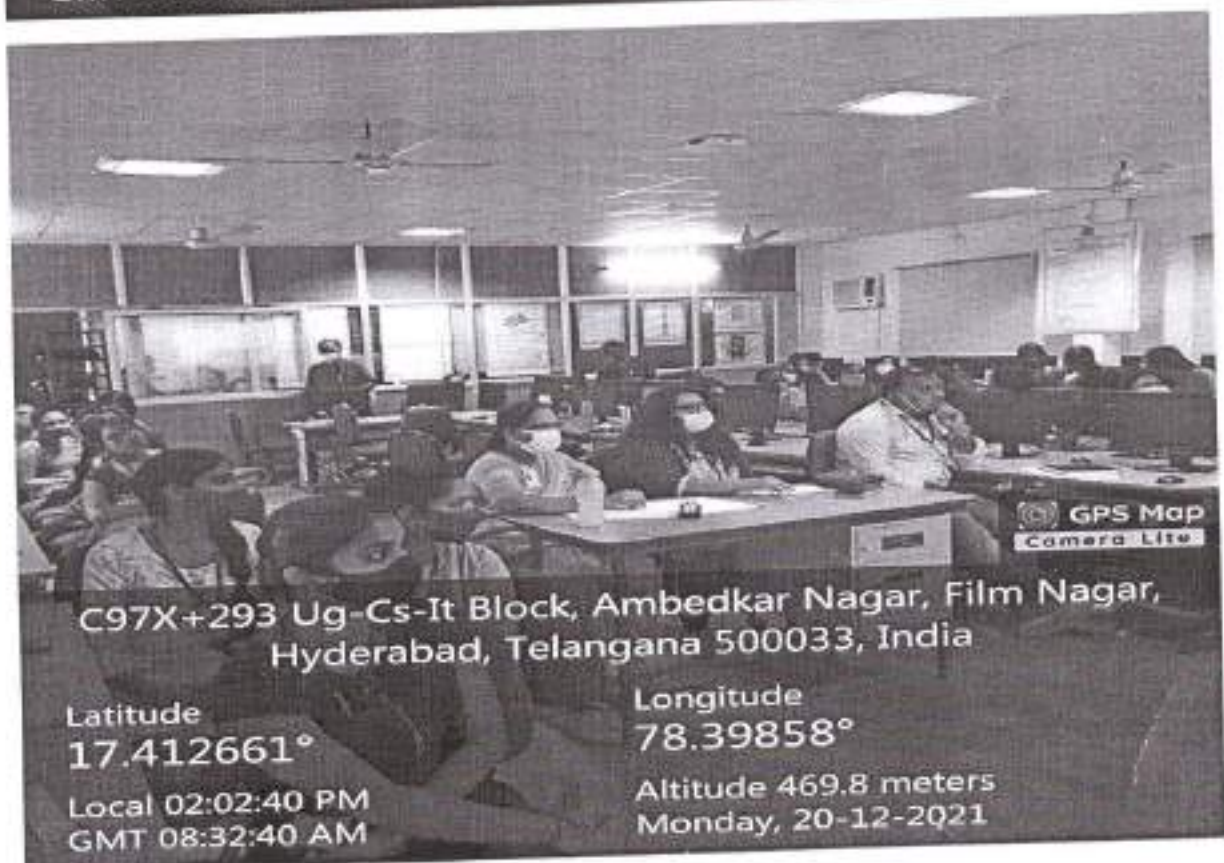 GPS Map
Camera Lite
C97X+293 Ug-Cs-It Block, Ambedkar Nagar, Film Nagar,
Hyderabad, Telangana 500033, India
Latitude
17.412661°
Local 02:02:40 PM
GMT 08:32:40 AM
Longitude
78.39858°
Altitude 469.8 meters
Monday, 20-12-2021